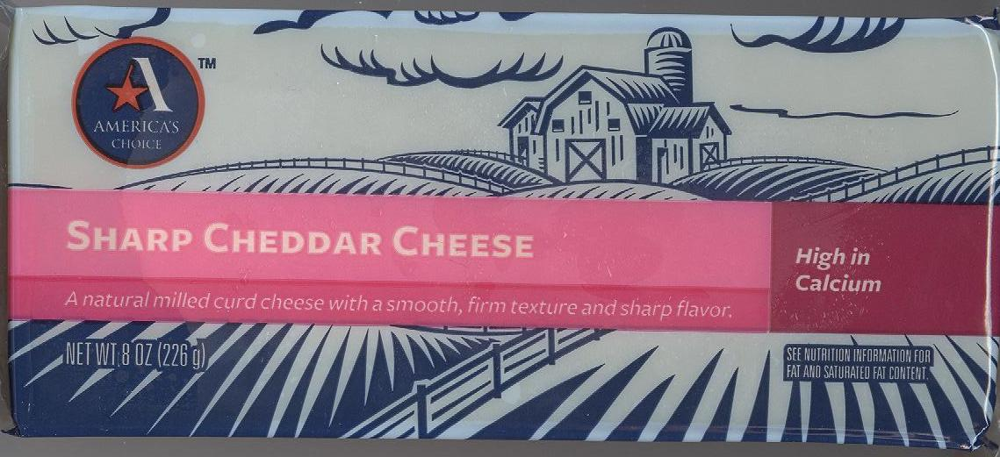 A
AMERICA'S
CHOICE
TM
SHARP CHEDDAR CHEESE
A natural milled curd cheese with a smooth, firm texture and sharp flavor.
High in
Calcium
NET WT 8 OZ (226 g)
SEE NUTRITION INFORMATION FOR
FAT AND SATURATED FAT CONTENT.